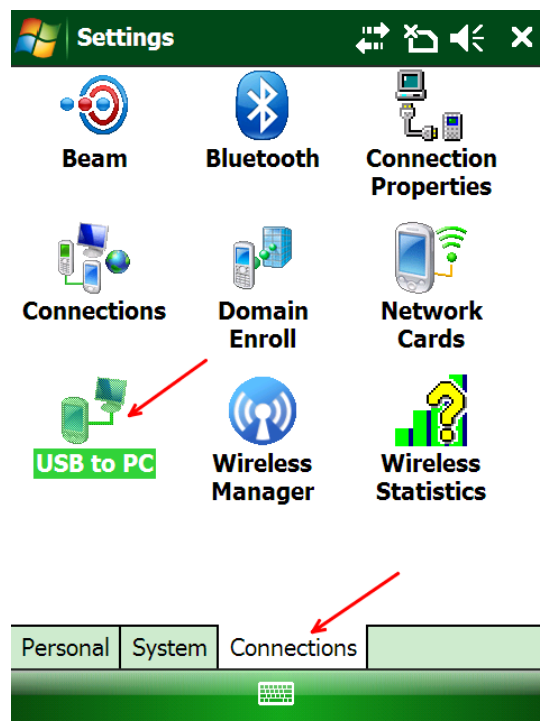 Settings
Beam
Bluetooth
Connection
Properties
Connections
Domain
Enroll
Network
Cards
USB to PC
Wireless
Manager
Wireless
Statistics
Personal
System
Connections